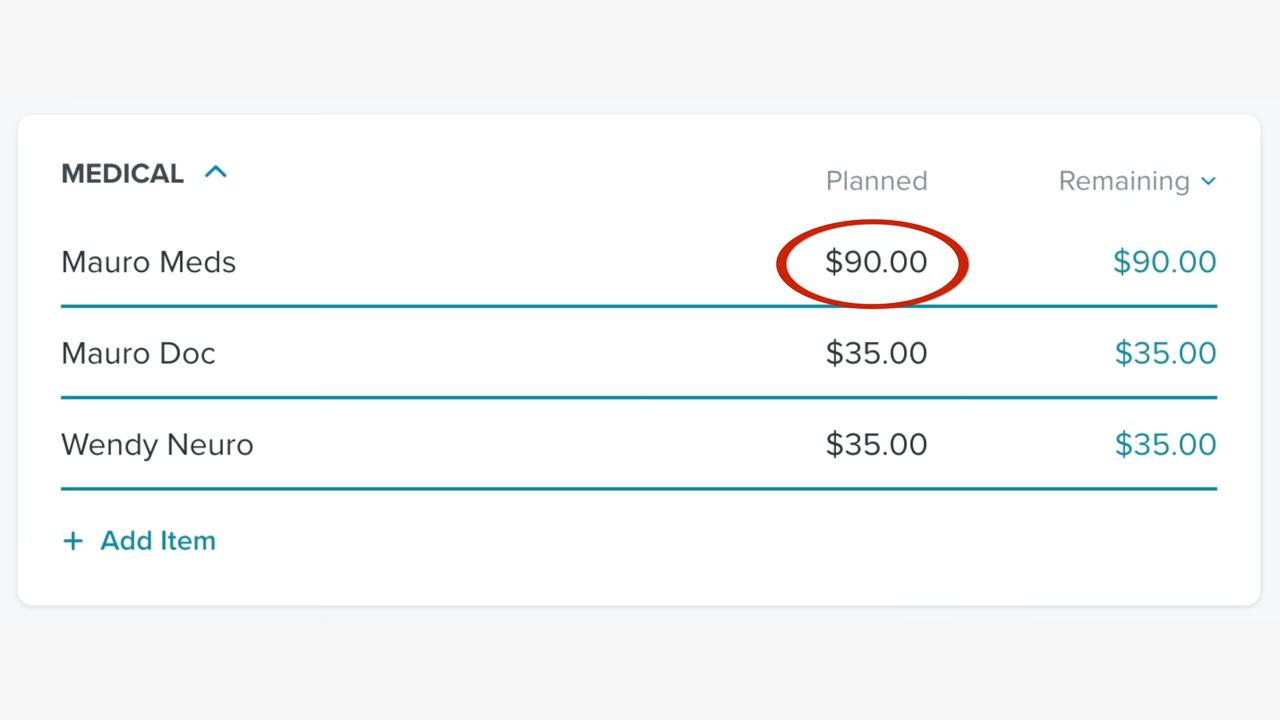 MEDICAL Planned Remaining
Mauro Meds $90.00 $90.00
Mauro Doc $35.00 $35.00
Wendy Neuro $35.00 $35.00
+ Add Item